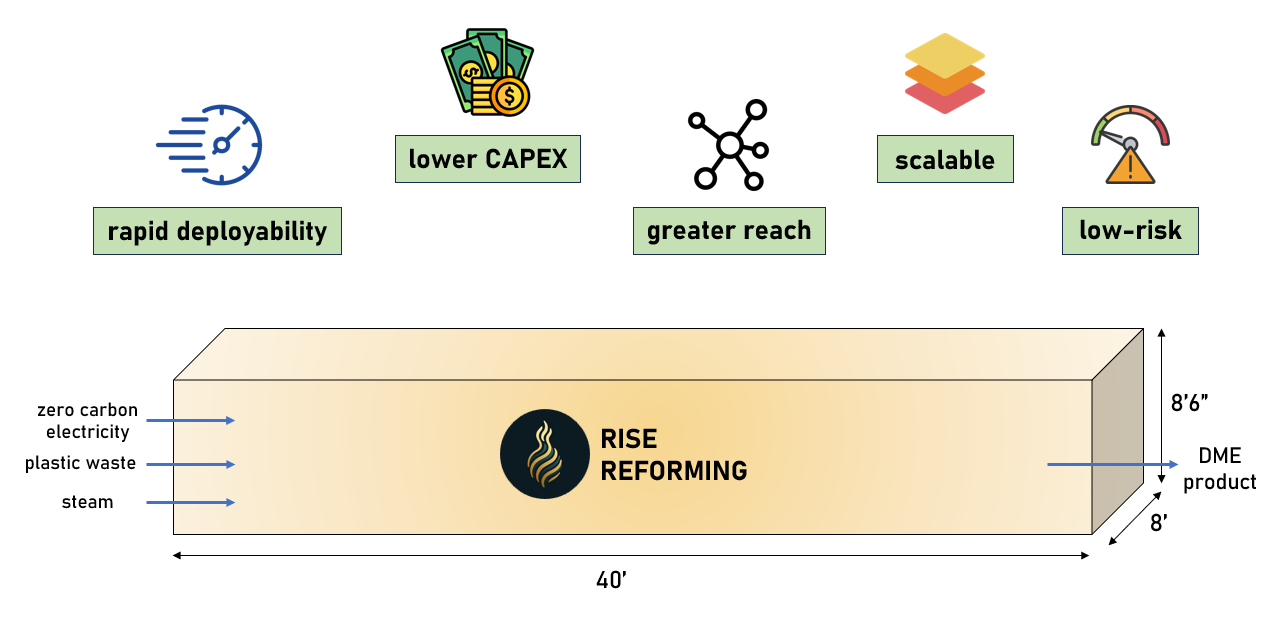 lower CAPEX
scalable
rapid deployability
greater reach
low-risk
zero carbon
electricity
plastic waste
steam
RISE
REFORMING
8’6”
DME
product
8’
40’